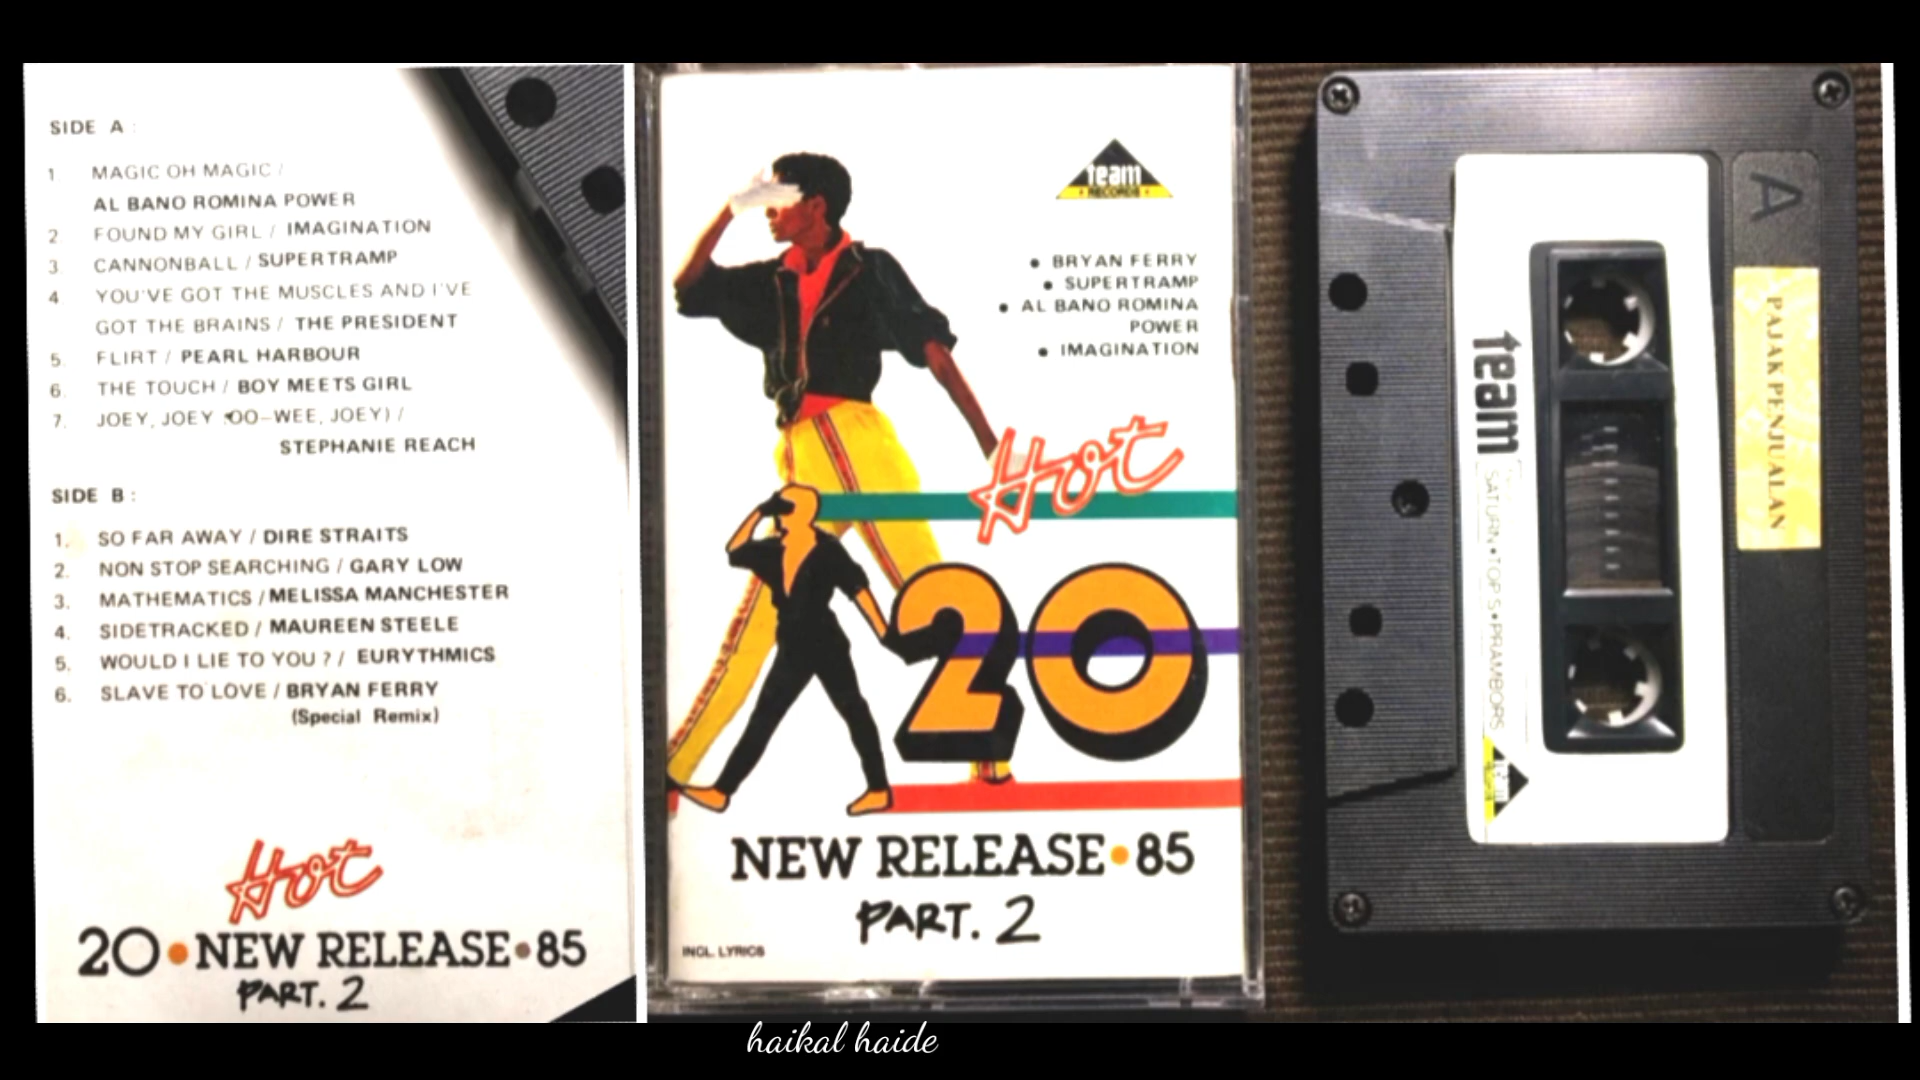 SIDE A :
1. MAGIC OH MAGIC /
AL BANO ROMINA POWER
2. FOUND MY GIRL / IMAGINATION
3. CANNONBALL / SUPERTRAMP
4 YOU'VE GOT THE MUSCLES AND I'VE
GOT THE BRAINS / THE PRESIDENT
5. FLIRT / PEARL HARBOUR
6. THE TOUCH / BOY MEETS GIRL
7. JOEY, JOEY (OO-WEE, JOEY) /
STEPHANIE REACH
SIDE B :
1. SO FAR AWAY / DIRE STRAITS
2. NON STOP SEARCHING / GARY LOW
3. MATHEMATICS / MELISSA MANCHESTER
4. SIDETRACKED / MAUREEN STEELE
5. WOULD I LIE TO YOU ? / EURYTHMICS
6. SLAVE TO LOVE / BRYAN FERRY
(Special Remix)
Hot
20 • NEW RELEASE • 85
PART. 2
team
RECORDS
• BRYAN FERRY
• SUPERTRAMP
• AL BANO ROMINA
POWER
• IMAGINATION
Hot
20
NEW RELEASE • 85
PART. 2
INCL. LYRICS
A
PAJAK PENJUALAN
team
SATURN • TOP S • PRAMBORS
team
haikal haide